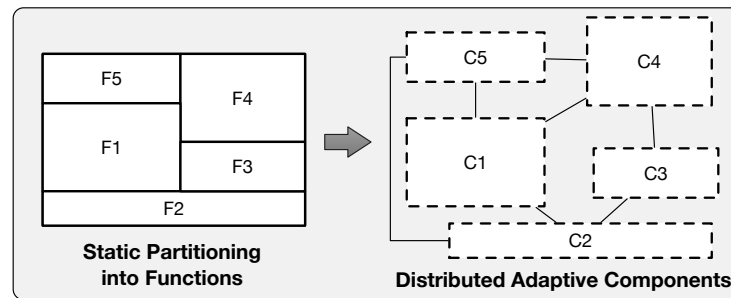 F5
F4
F1
F3
F2
Static Partitioning
into Functions
C5
C4
C1
C3
C2
Distributed Adaptive Components